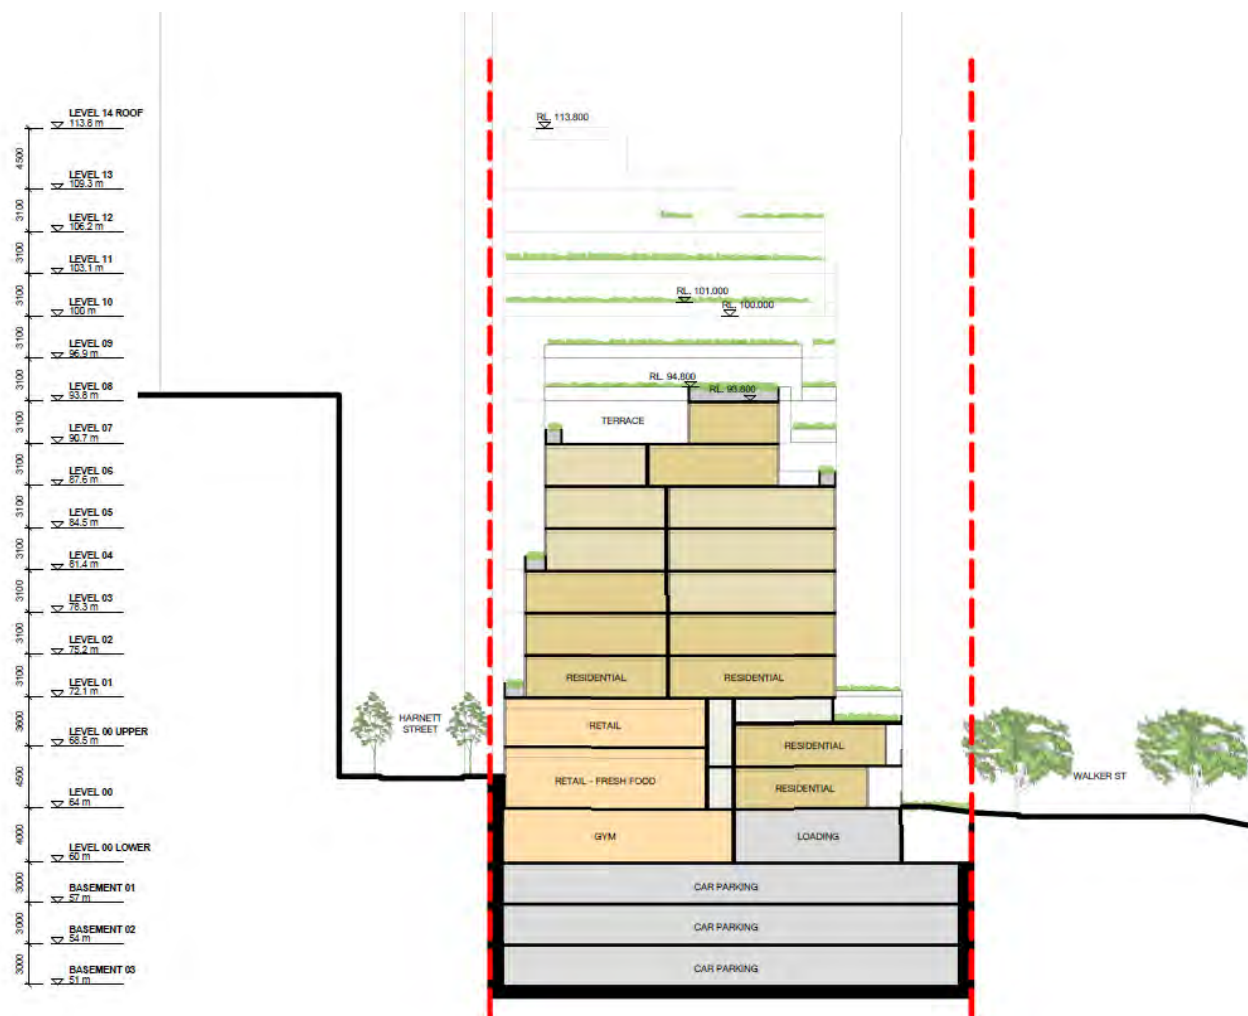 LEVEL 14 ROOF
113.8 m
RL. 113.800
4500
LEVEL 13
109.3 m
3100
LEVEL 12
106.2 m
3100
LEVEL 11
103.1 m
3100
RL. 101.000
LEVEL 10
100 m
RL. 100.000
3100
LEVEL 09
96.9 m
3100
RL. 94.800
LEVEL 08
93.8 m
RL. 93.800
3100
TERRACE
LEVEL 07
90.7 m
3100
LEVEL 06
87.6 m
3100
LEVEL 05
84.5 m
3100
LEVEL 04
81.4 m
3100
LEVEL 03
78.3 m
3100
LEVEL 02
75.2 m
3100
RESIDENTIAL
RESIDENTIAL
LEVEL 01
72.1 m
3600
HARNETT
STREET
RETAIL
LEVEL 00 UPPER
68.5 m
RESIDENTIAL
4500
RETAIL - FRESH FOOD
RESIDENTIAL
WALKER ST
LEVEL 00
64 m
4000
GYM
LOADING
LEVEL 00 LOWER
60 m
3000
CAR PARKING
BASEMENT 01
57 m
3000
CAR PARKING
BASEMENT 02
54 m
3000
CAR PARKING
BASEMENT 03
51 m